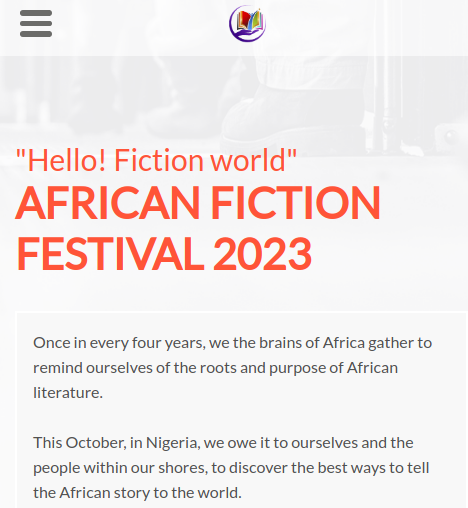 "Hello! Fiction world"
AFRICAN FICTION
FESTIVAL 2023
Once in every four years, we the brains of Africa gather to
remind ourselves of the roots and purpose of African
literature.
This October, in Nigeria, we owe it to ourselves and the
people within our shores, to discover the best ways to tell
the African story to the world.